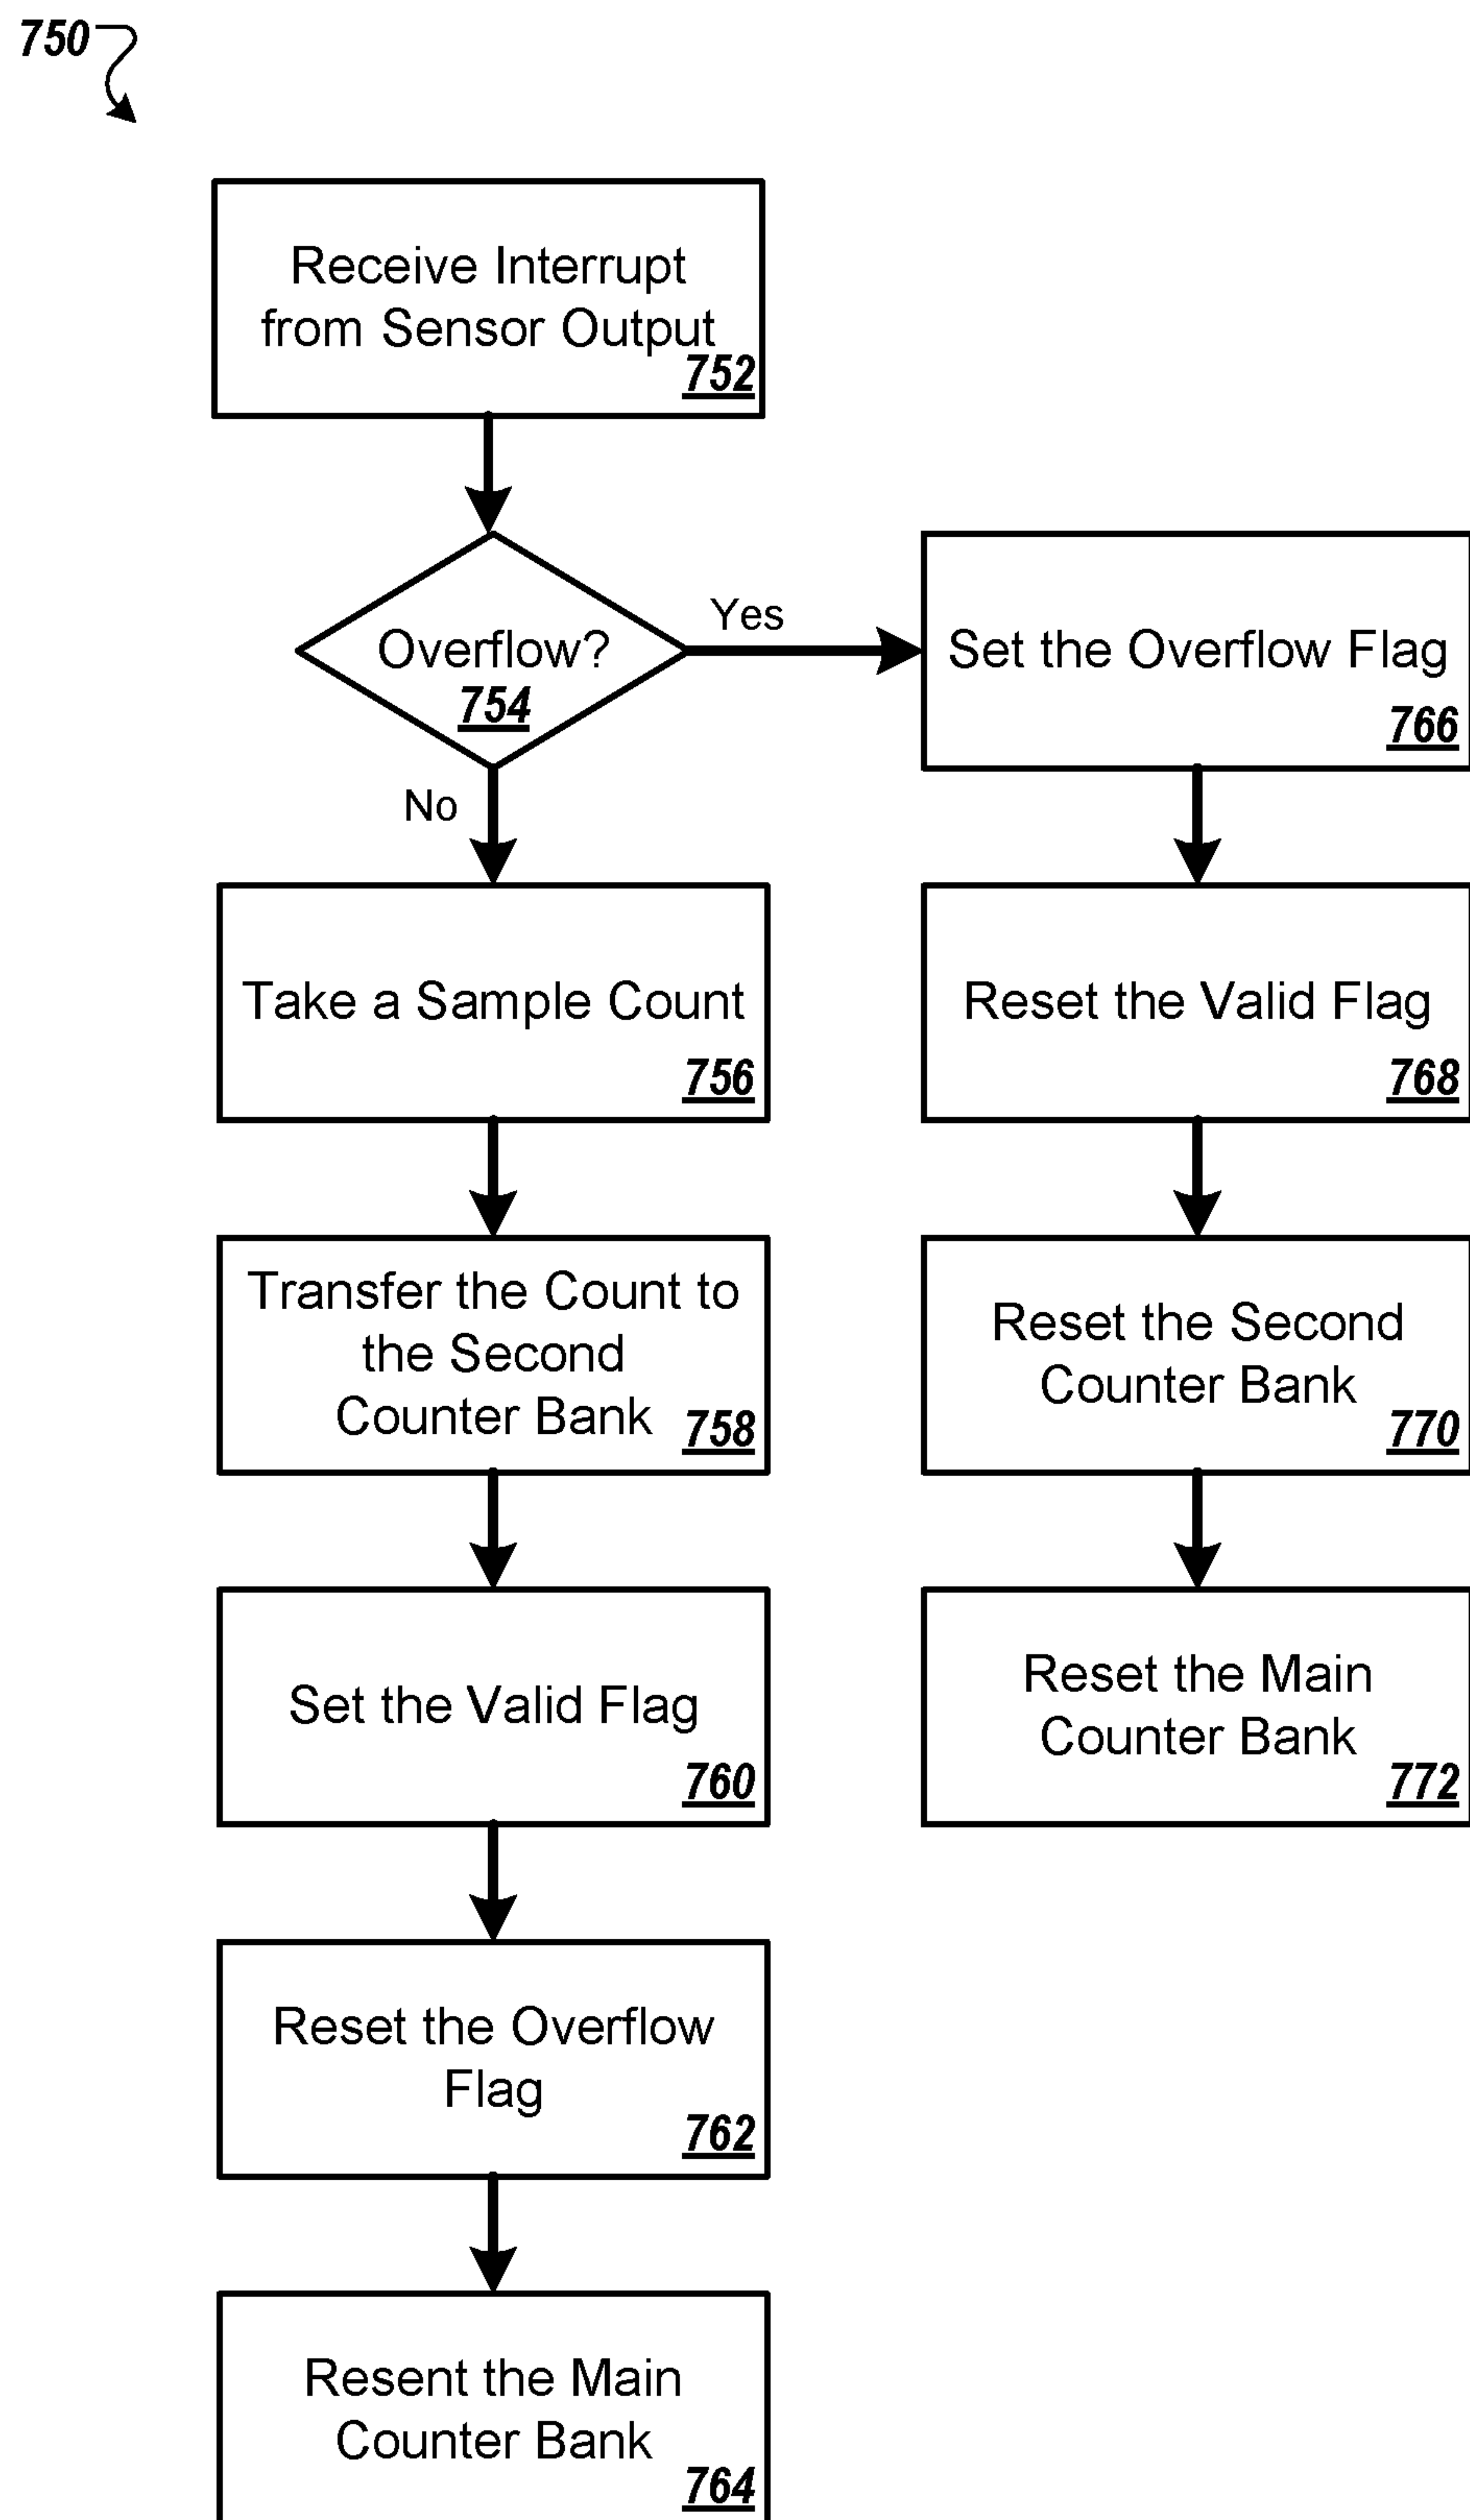 750
Receive Interrupt
from Sensor Output
752
Overflow?
754
Yes
No
Set the Overflow Flag
766
Take a Sample Count
756
Reset the Valid Flag
768
Transfer the Count to
the Second
Counter Bank
758
Reset the Second
Counter Bank
770
Set the Valid Flag
760
Reset the Main
Counter Bank
772
Reset the Overflow
Flag
762
Resent the Main
Counter Bank
764